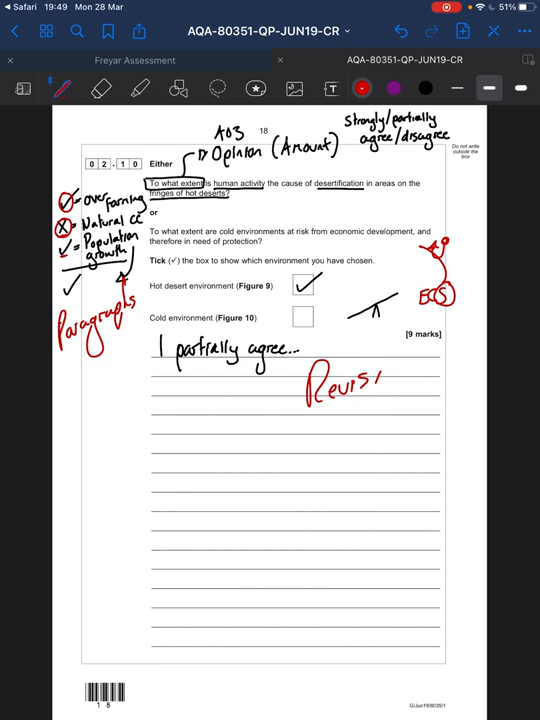 Safari 19:49 Mon 28 Mar 51%
AQA-80351-QP-JUN19-CR
Freyar Assessment
AQA-80351-QP-JUN19-CR
AO3
18
Strongly/partially
agree/disagree
Opinion (Amount)
Do not write
outside the
box
0 2 . 1 0 Either
To what extent is human activity the cause of desertification in areas on the
fringes of hot deserts?
or
To what extent are cold environments at risk from economic development, and
therefore in need of protection?
Tick (✓) the box to show which environment you have chosen.
Hot desert environment (Figure 9) ✓
Cold environment (Figure 10)
[9 marks]
✓ = over farming
X = Natural CC
✓ = Population
growth
✓
Paragraphs
I partially agree...
Revis
1 8
G/Jun19/8035/1